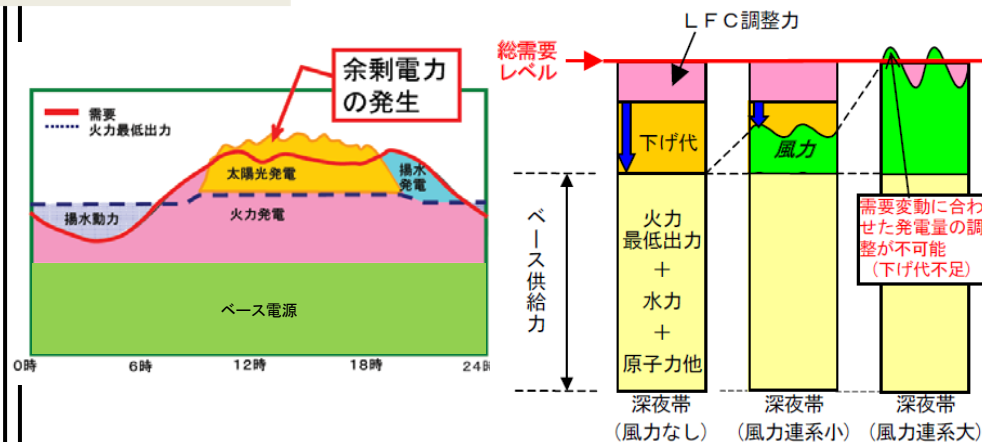 余剰電力
の発生
需要
火力最低出力
太陽光発電
揚水
発電
揚水動力
火力発電
ベース電源
0時
6時
12時
18時
24時
LFC調整力
総需要
レベル
下げ代
風力
ベース供給力
火力
最低出力
+
水力
+
原子力他
需要変動に合わ
せた発電量の調
整が不可能
(下げ代不足)
深夜帯
(風力なし)
深夜帯
(風力連系小)
深夜帯
(風力連系大)